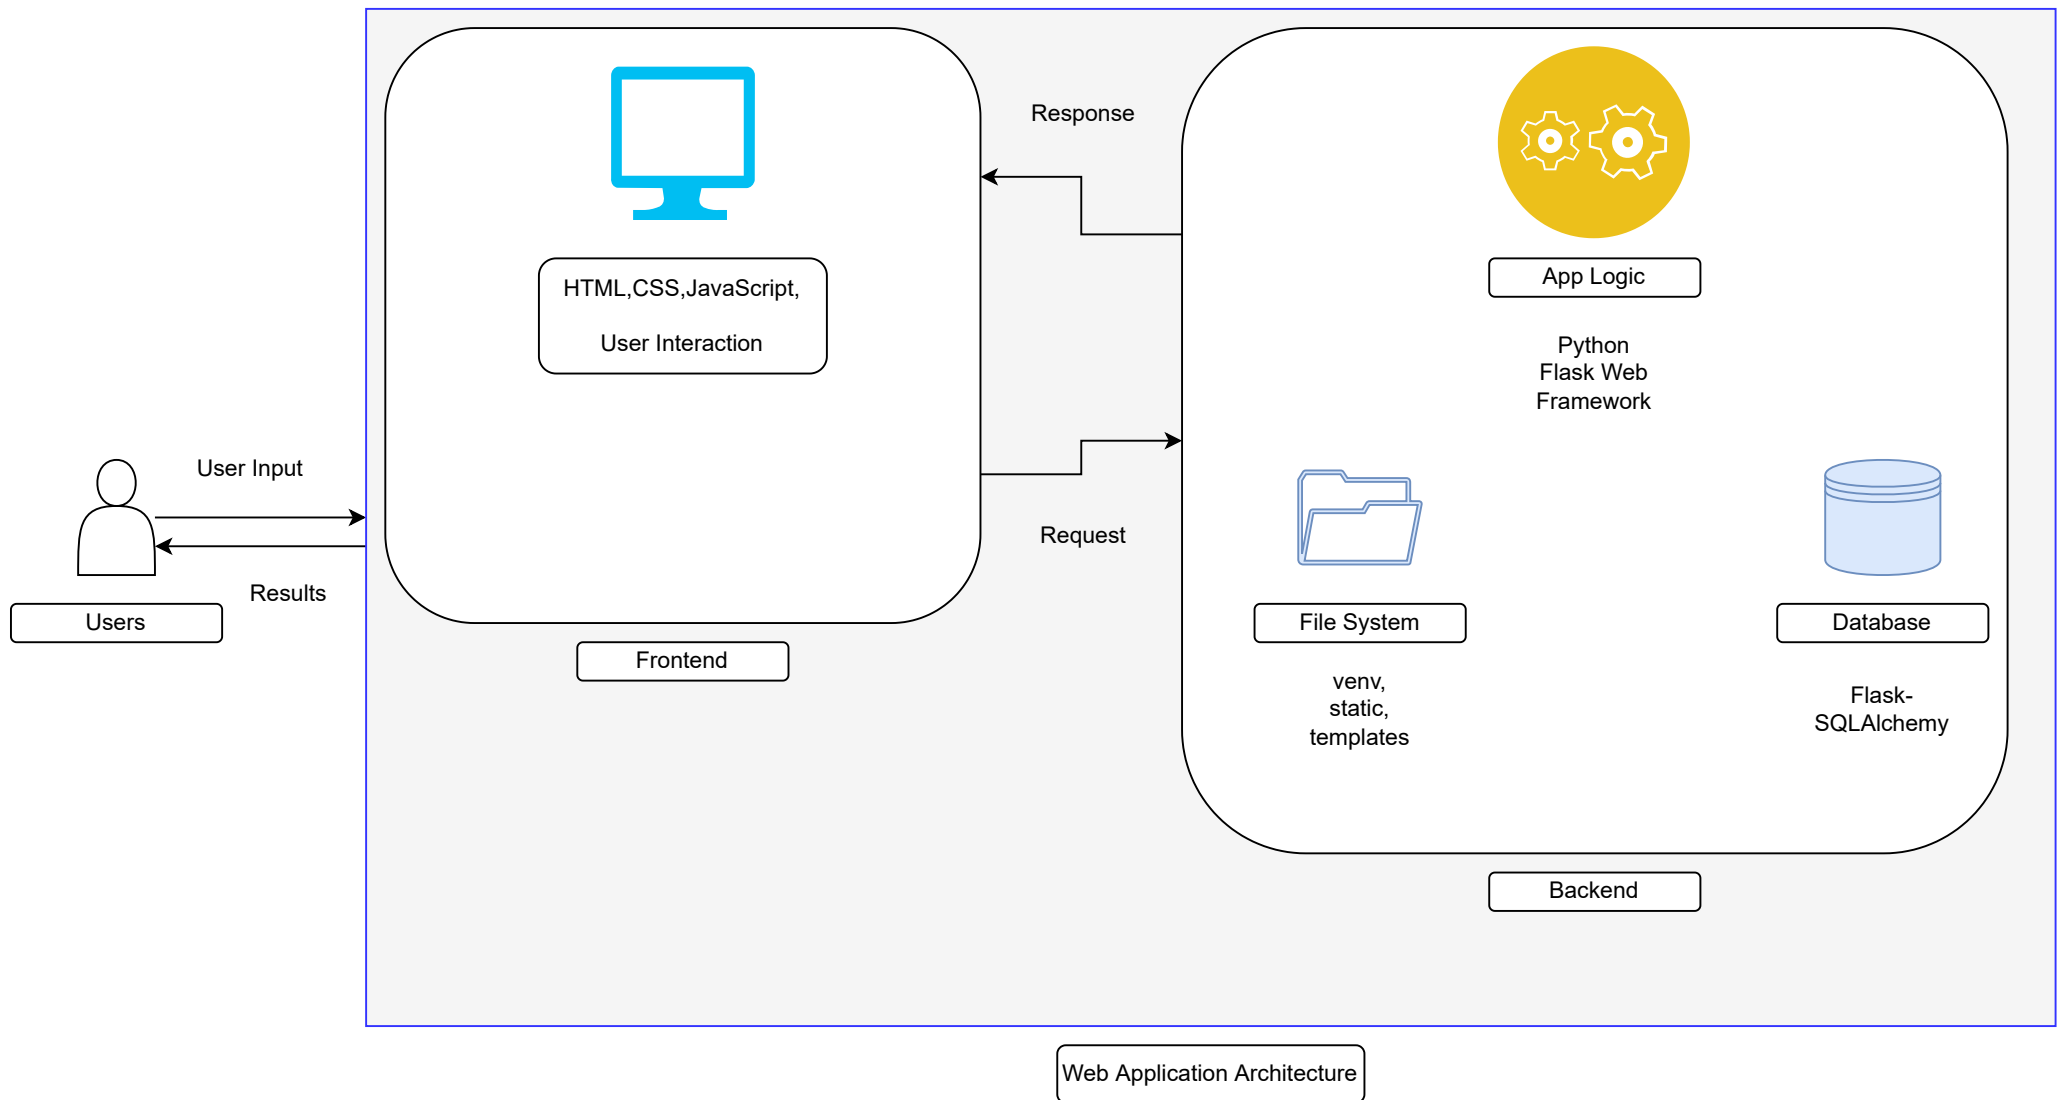 Response
App Logic
HTML,CSS,JavaScript,
User Interaction
Python
Flask Web
Framework
User Input
Request
Results
Users
File System
Database
Frontend
venv,
static,
templates
Flask-
SQLAlchemy
Backend
Web Application Architecture